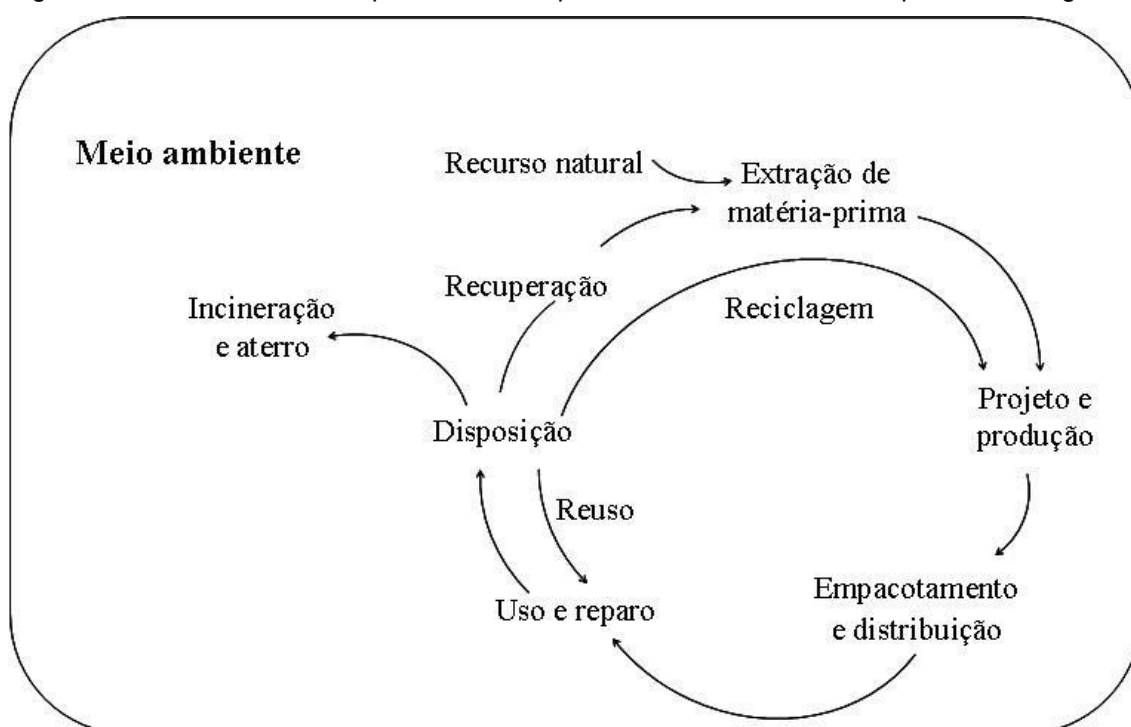 Meio ambiente
Recurso natural
Extração de
matéria-prima
Recuperação
Reciclagem
Incineração
e aterro
Disposição
Projeto e
produção
Reuso
Uso e reparo
Empacotamento
e distribuição